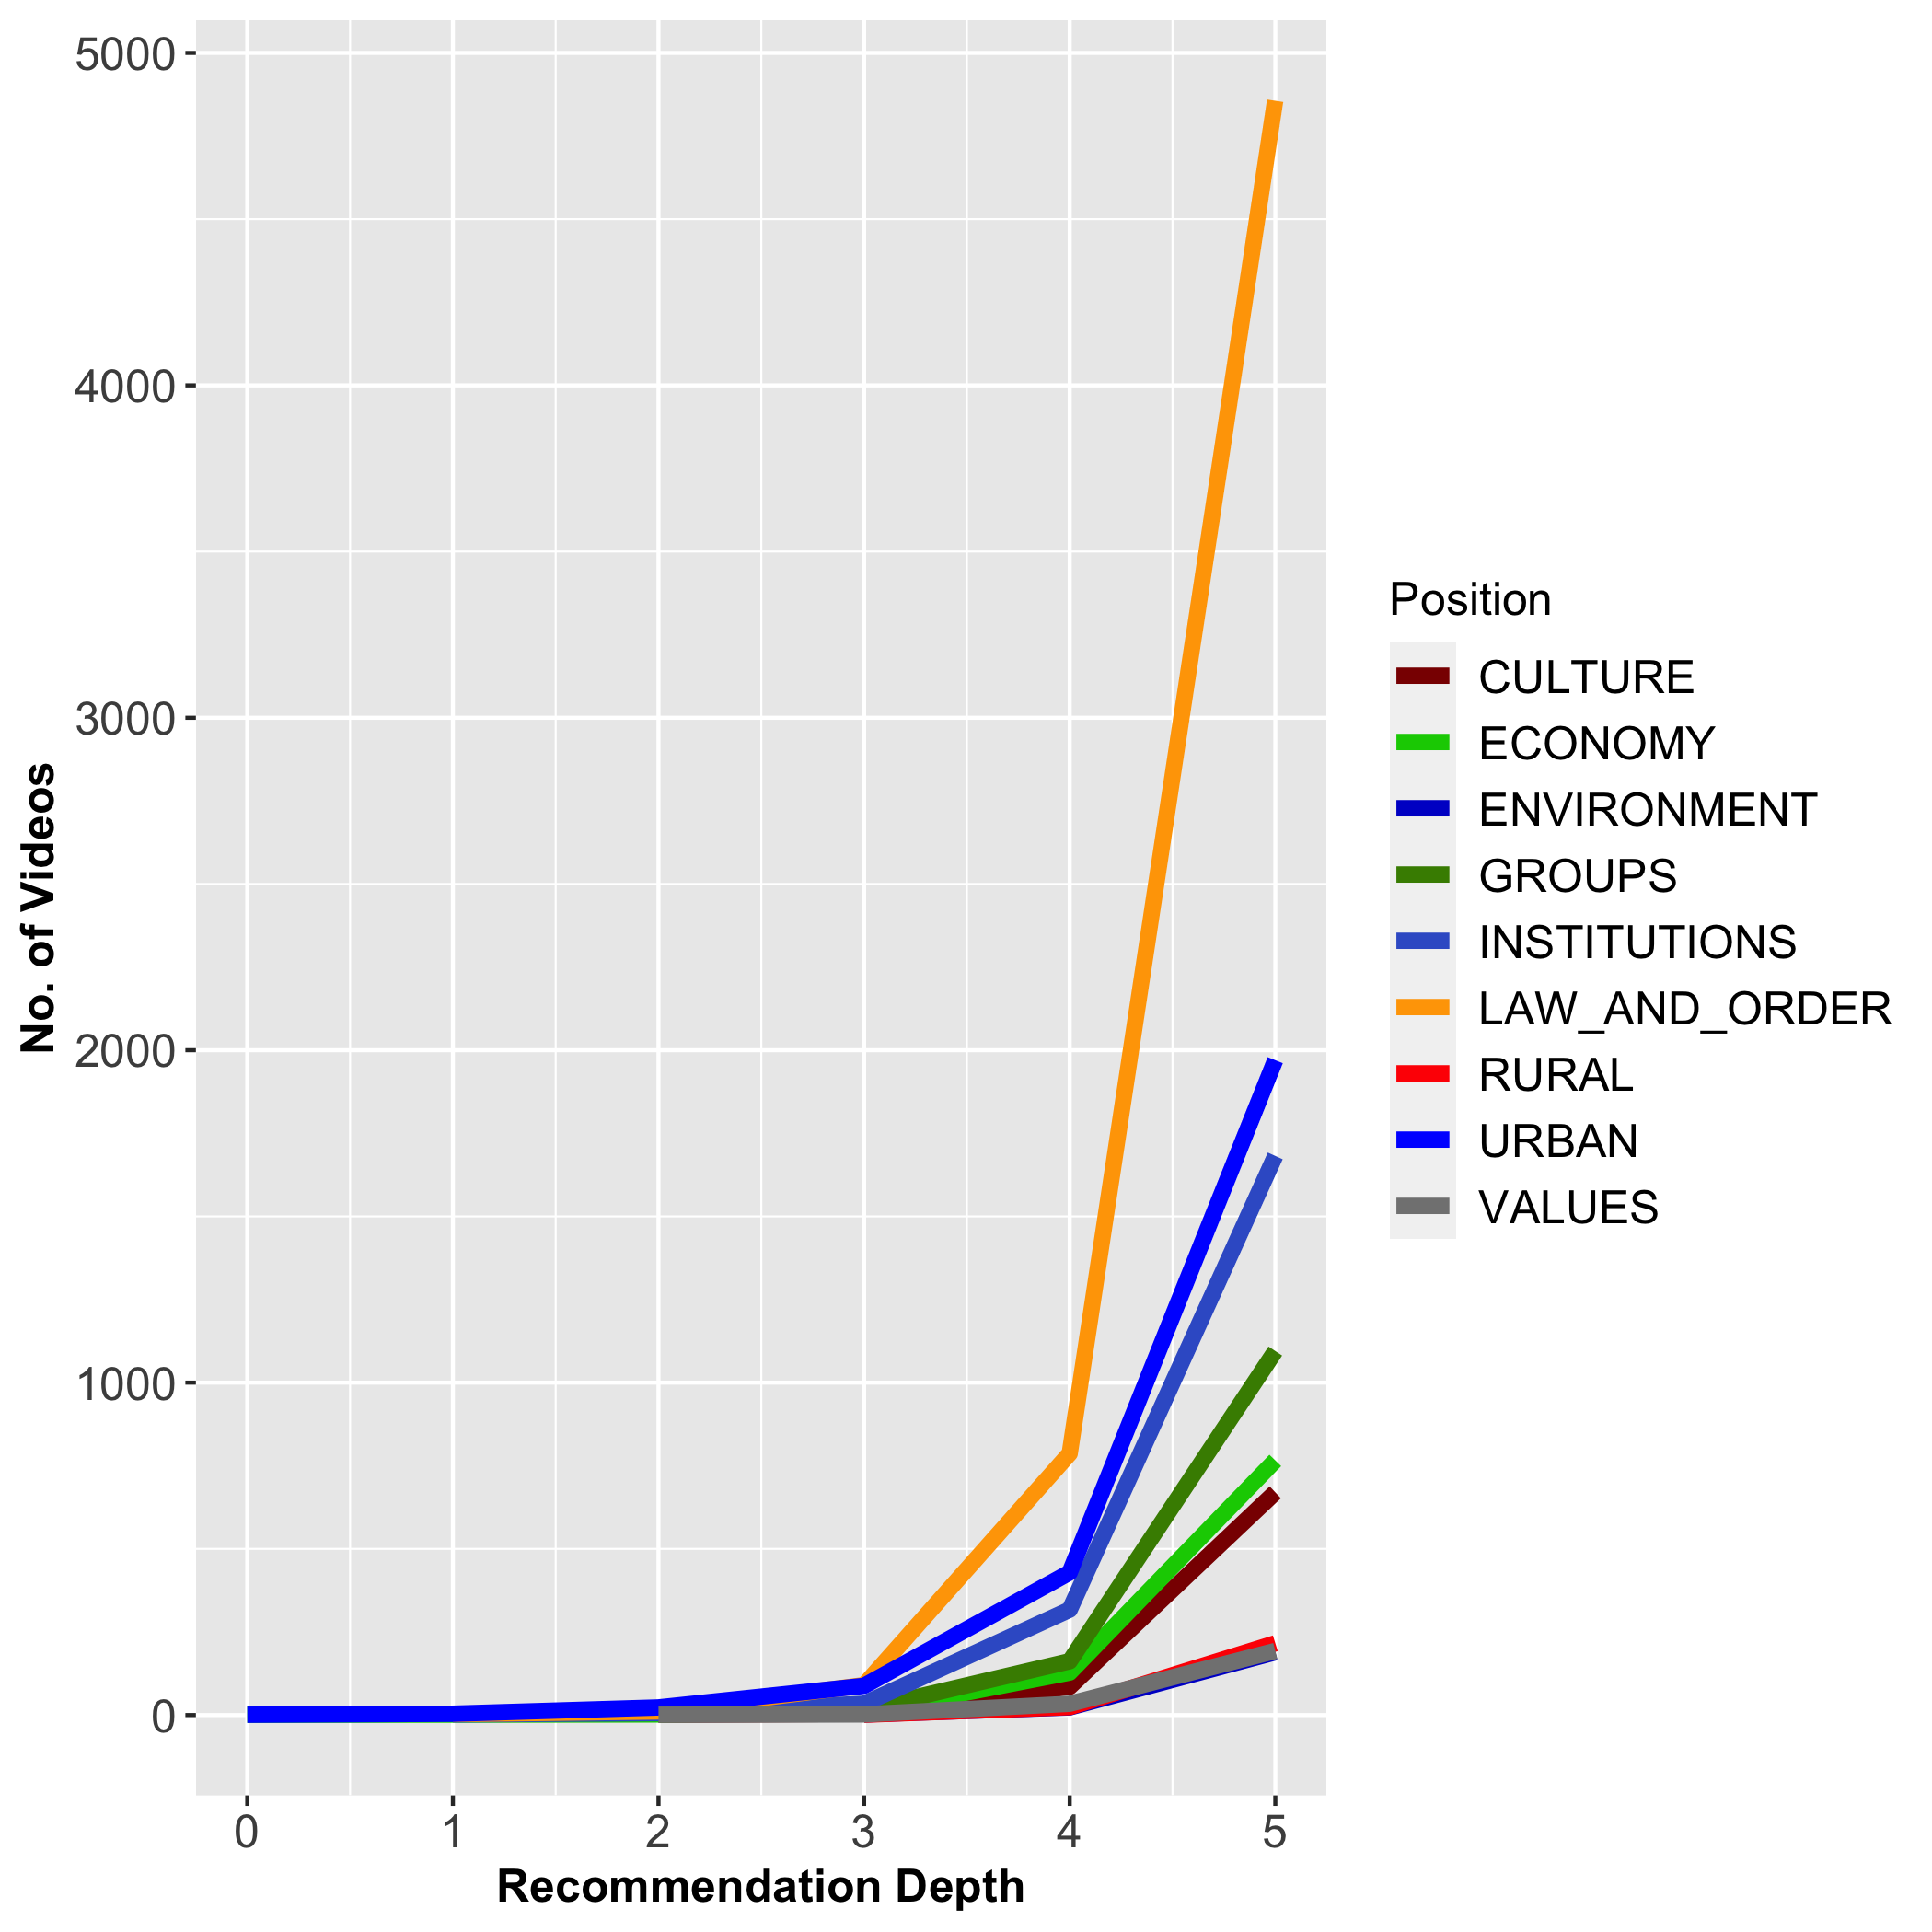 5000
4000
3000
2000
1000
0
No. of Videos
0 1 2 3 4 5
Recommendation Depth
Position
CULTURE
ECONOMY
ENVIRONMENT
GROUPS
INSTITUTIONS
LAW_AND_ORDER
RURAL
URBAN
VALUES